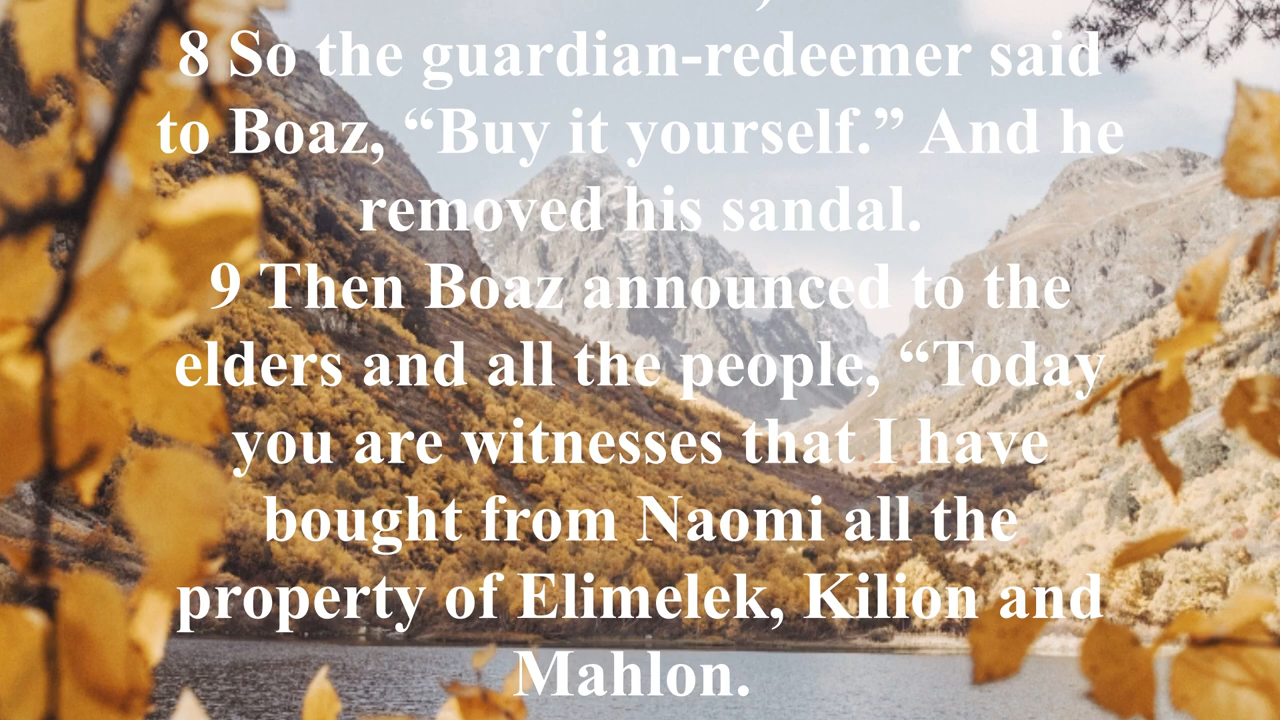 8 So the guardian-redeemer said
to Boaz, “Buy it yourself.” And he
removed his sandal.
9 Then Boaz announced to the
elders and all the people, “Today
you are witnesses that I have
bought from Naomi all the
property of Elimelek, Kilion and
Mahlon.